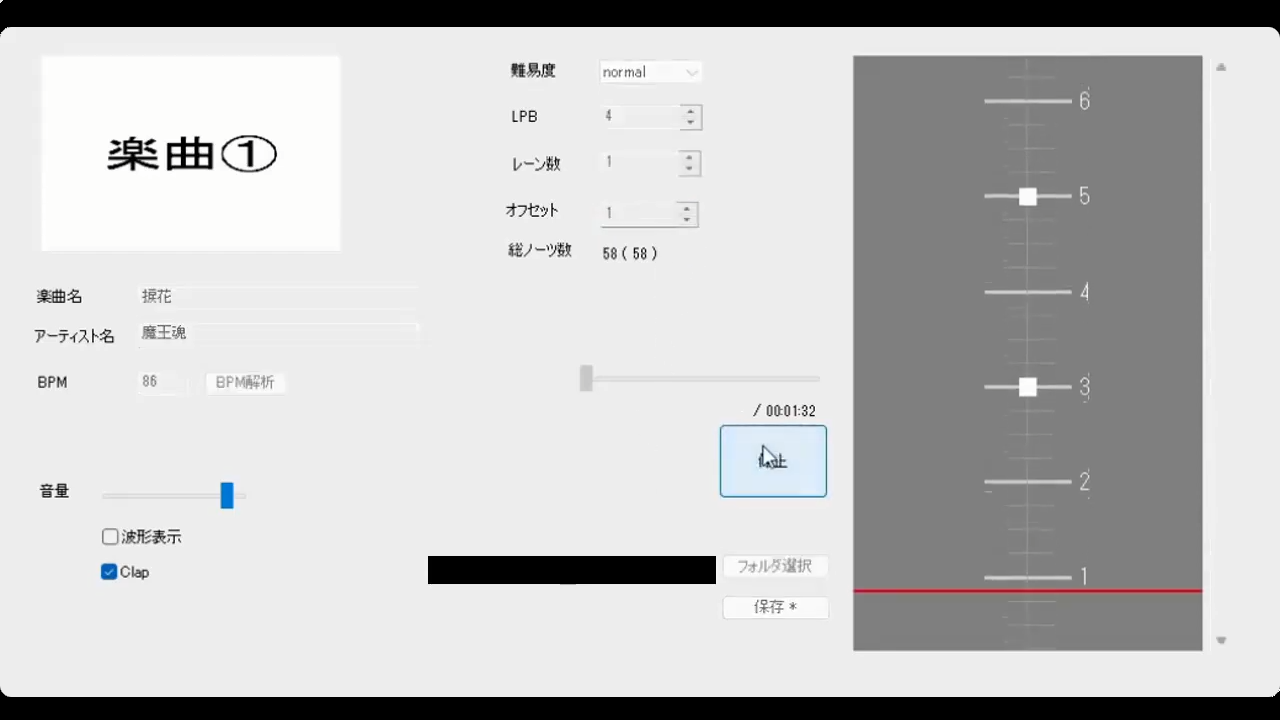 楽曲①
楽曲名 捩花
アーティスト名 魔王魂
BPM 86 BPM解析
音量
波形表示
Clap
難易度 normal
LPB 4
レーン数 1
オフセット 1
総ノーツ数 58 ( 58 )
/ 00:01:32
フォルダ選択
保存 *
6
5
4
3
2
1